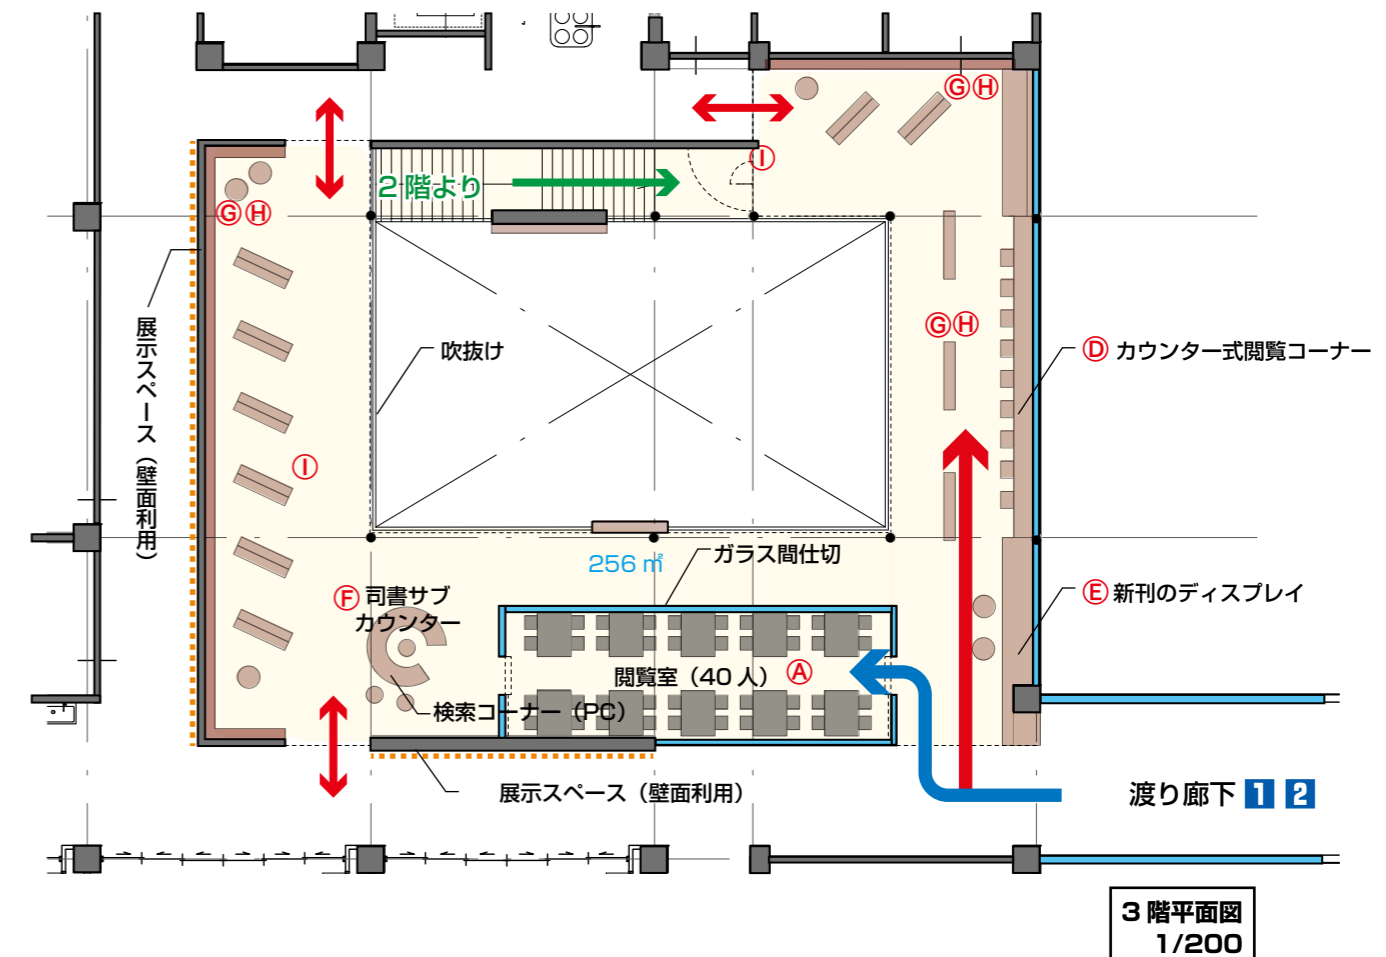 ⒼⒽ
Ⓘ
2階より
ⒼⒽ
展示スペース（壁面利用）
吹抜け
ⒼⒽ
Ⓓ カウンター式閲覧コーナー
Ⓘ
256㎡
ガラス間仕切
Ⓕ 司書サブ
カウンター
Ⓔ 新刊のディスプレイ
閲覧室（40人） Ⓐ
検索コーナー（PC）
展示スペース（壁面利用）
渡り廊下 1 2
3階平面図
1/200